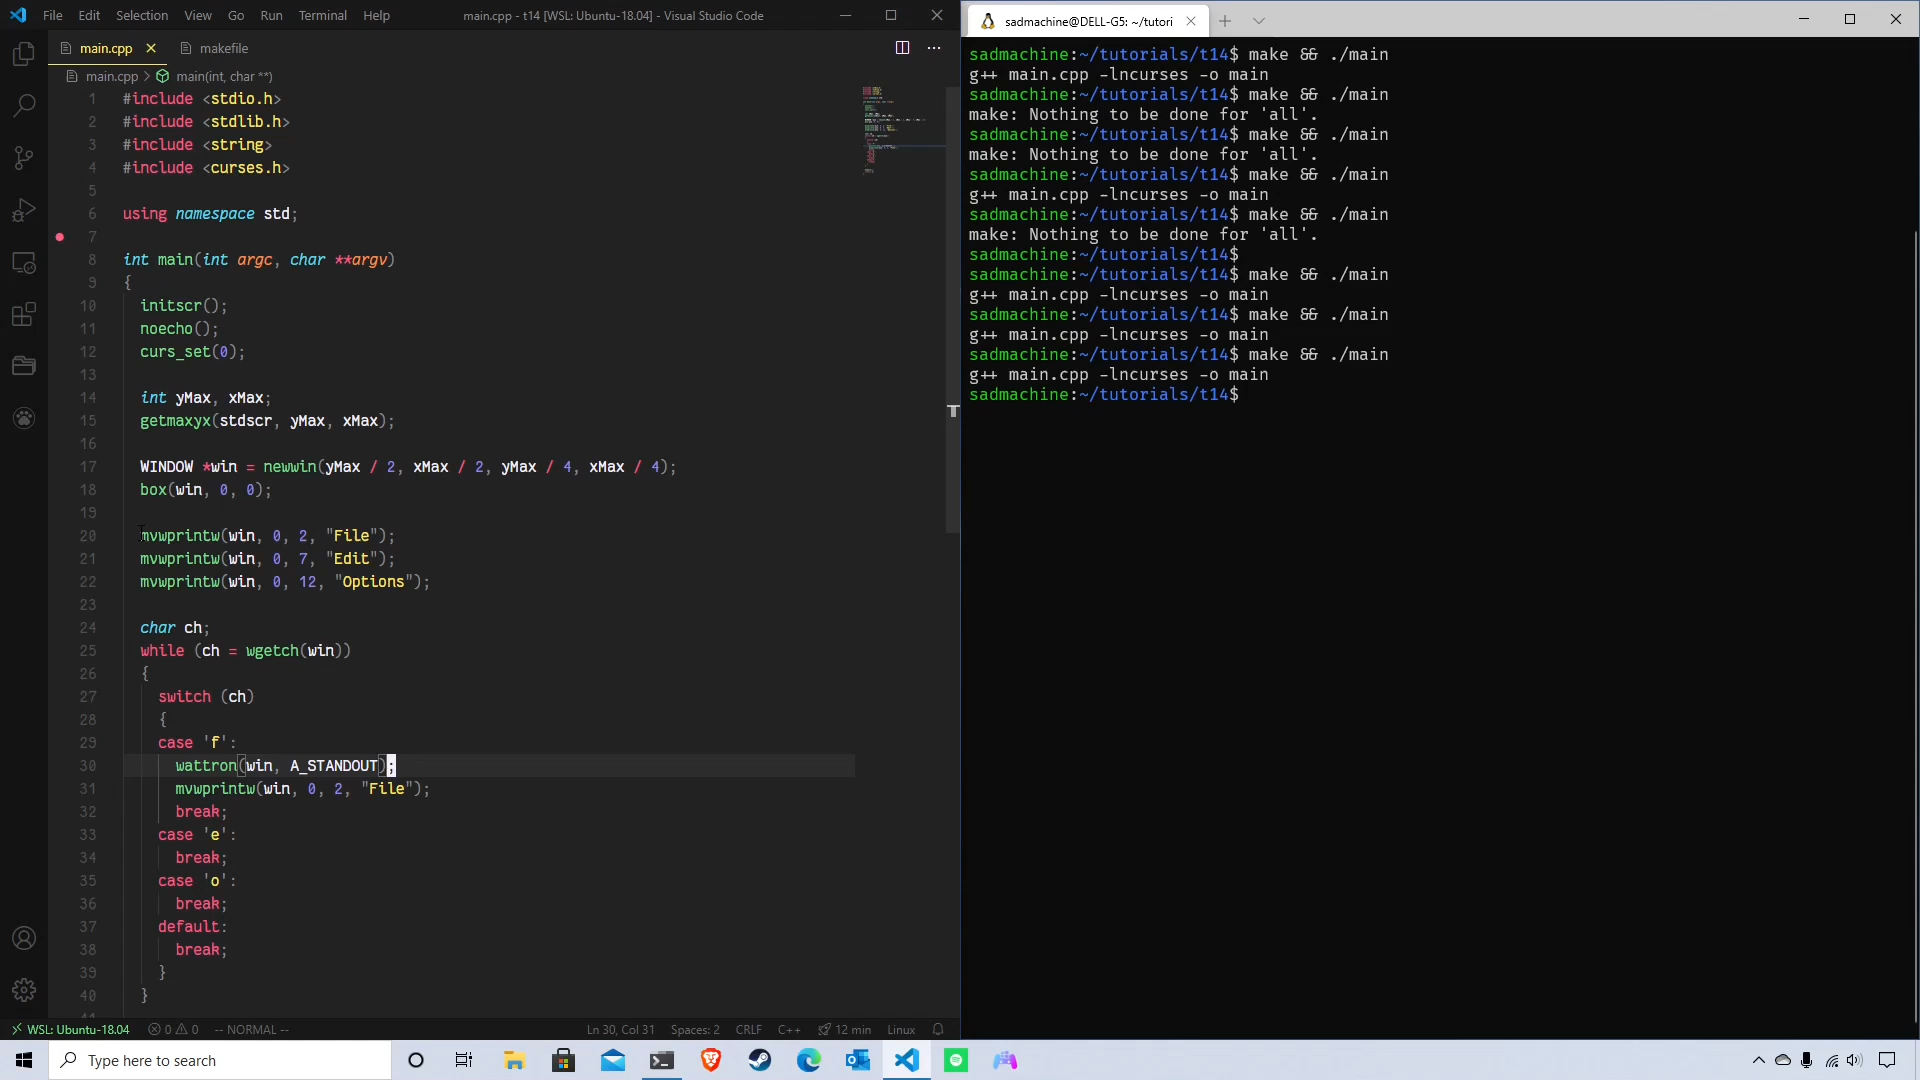 File Edit Selection View Go Run Terminal Help
main.cpp - t14 [WSL: Ubuntu-18.04] - Visual Studio Code
main.cpp
makefile
main.cpp > main(int, char **)
1 #include <stdio.h>
2 #include <stdlib.h>
3 #include <string>
4 #include <curses.h>
5
6 using namespace std;
7
8 int main(int argc, char **argv)
9 {
10 initscr();
11 noecho();
12 curs_set(0);
13
14 int yMax, xMax;
15 getmaxyx(stdscr, yMax, xMax);
16
17 WINDOW *win = newwin(yMax / 2, xMax / 2, yMax / 4, xMax / 4);
18 box(win, 0, 0);
19
20 mvwprintw(win, 0, 2, "File");
21 mvwprintw(win, 0, 7, "Edit");
22 mvwprintw(win, 0, 12, "Options");
23
24 char ch;
25 while (ch = wgetch(win))
26 {
27 switch (ch)
28 {
29 case 'f':
30 wattron(win, A_STANDOUT);
31 mvwprintw(win, 0, 2, "File");
32 break;
33 case 'e':
34 break;
35 case 'o':
36 break;
37 default:
38 break;
39 }
40 }
WSL: Ubuntu-18.04 0 0 -- NORMAL -- Ln 30, Col 31 Spaces: 2 CRLF C++ 12 min Linux
sadmachine@DELL-G5: ~/tutori
sadmachine:~/tutorials/t14$ make && ./main
g++ main.cpp -lncurses -o main
sadmachine:~/tutorials/t14$ make && ./main
make: Nothing to be done for 'all'.
sadmachine:~/tutorials/t14$ make && ./main
make: Nothing to be done for 'all'.
sadmachine:~/tutorials/t14$ make && ./main
g++ main.cpp -lncurses -o main
sadmachine:~/tutorials/t14$ make && ./main
make: Nothing to be done for 'all'.
sadmachine:~/tutorials/t14$
sadmachine:~/tutorials/t14$ make && ./main
g++ main.cpp -lncurses -o main
sadmachine:~/tutorials/t14$ make && ./main
g++ main.cpp -lncurses -o main
sadmachine:~/tutorials/t14$ make && ./main
g++ main.cpp -lncurses -o main
sadmachine:~/tutorials/t14$
Type here to search